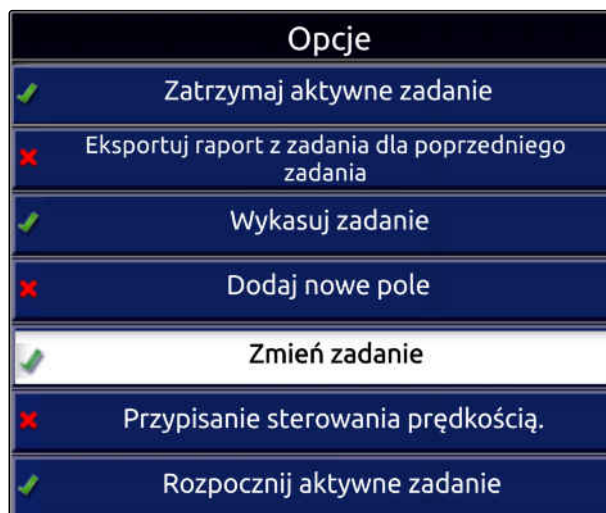 Opcje
Zatrzymaj aktywne zadanie
Eksportuj raport z zadania dla poprzedniego
zadania
Wykasuj zadanie
Dodaj nowe pole
Zmień zadanie
Przypisanie sterowania prędkością.
Rozpocznij aktywne zadanie